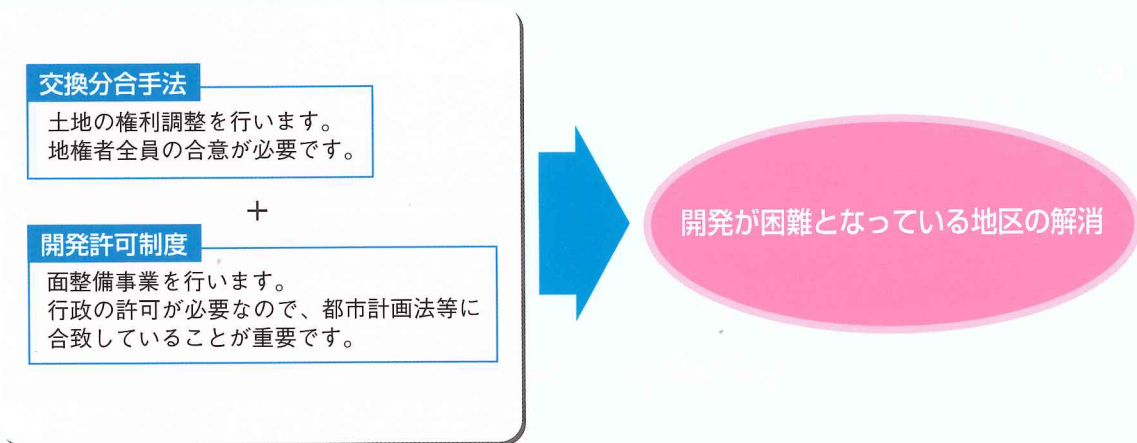 交換分合手法
土地の権利調整を行います。
地権者全員の合意が必要です。
+
開発許可制度
面整備事業を行います。
行政の許可が必要なので、都市計画法等に
合致していることが重要です。
開発が困難となっている地区の解消